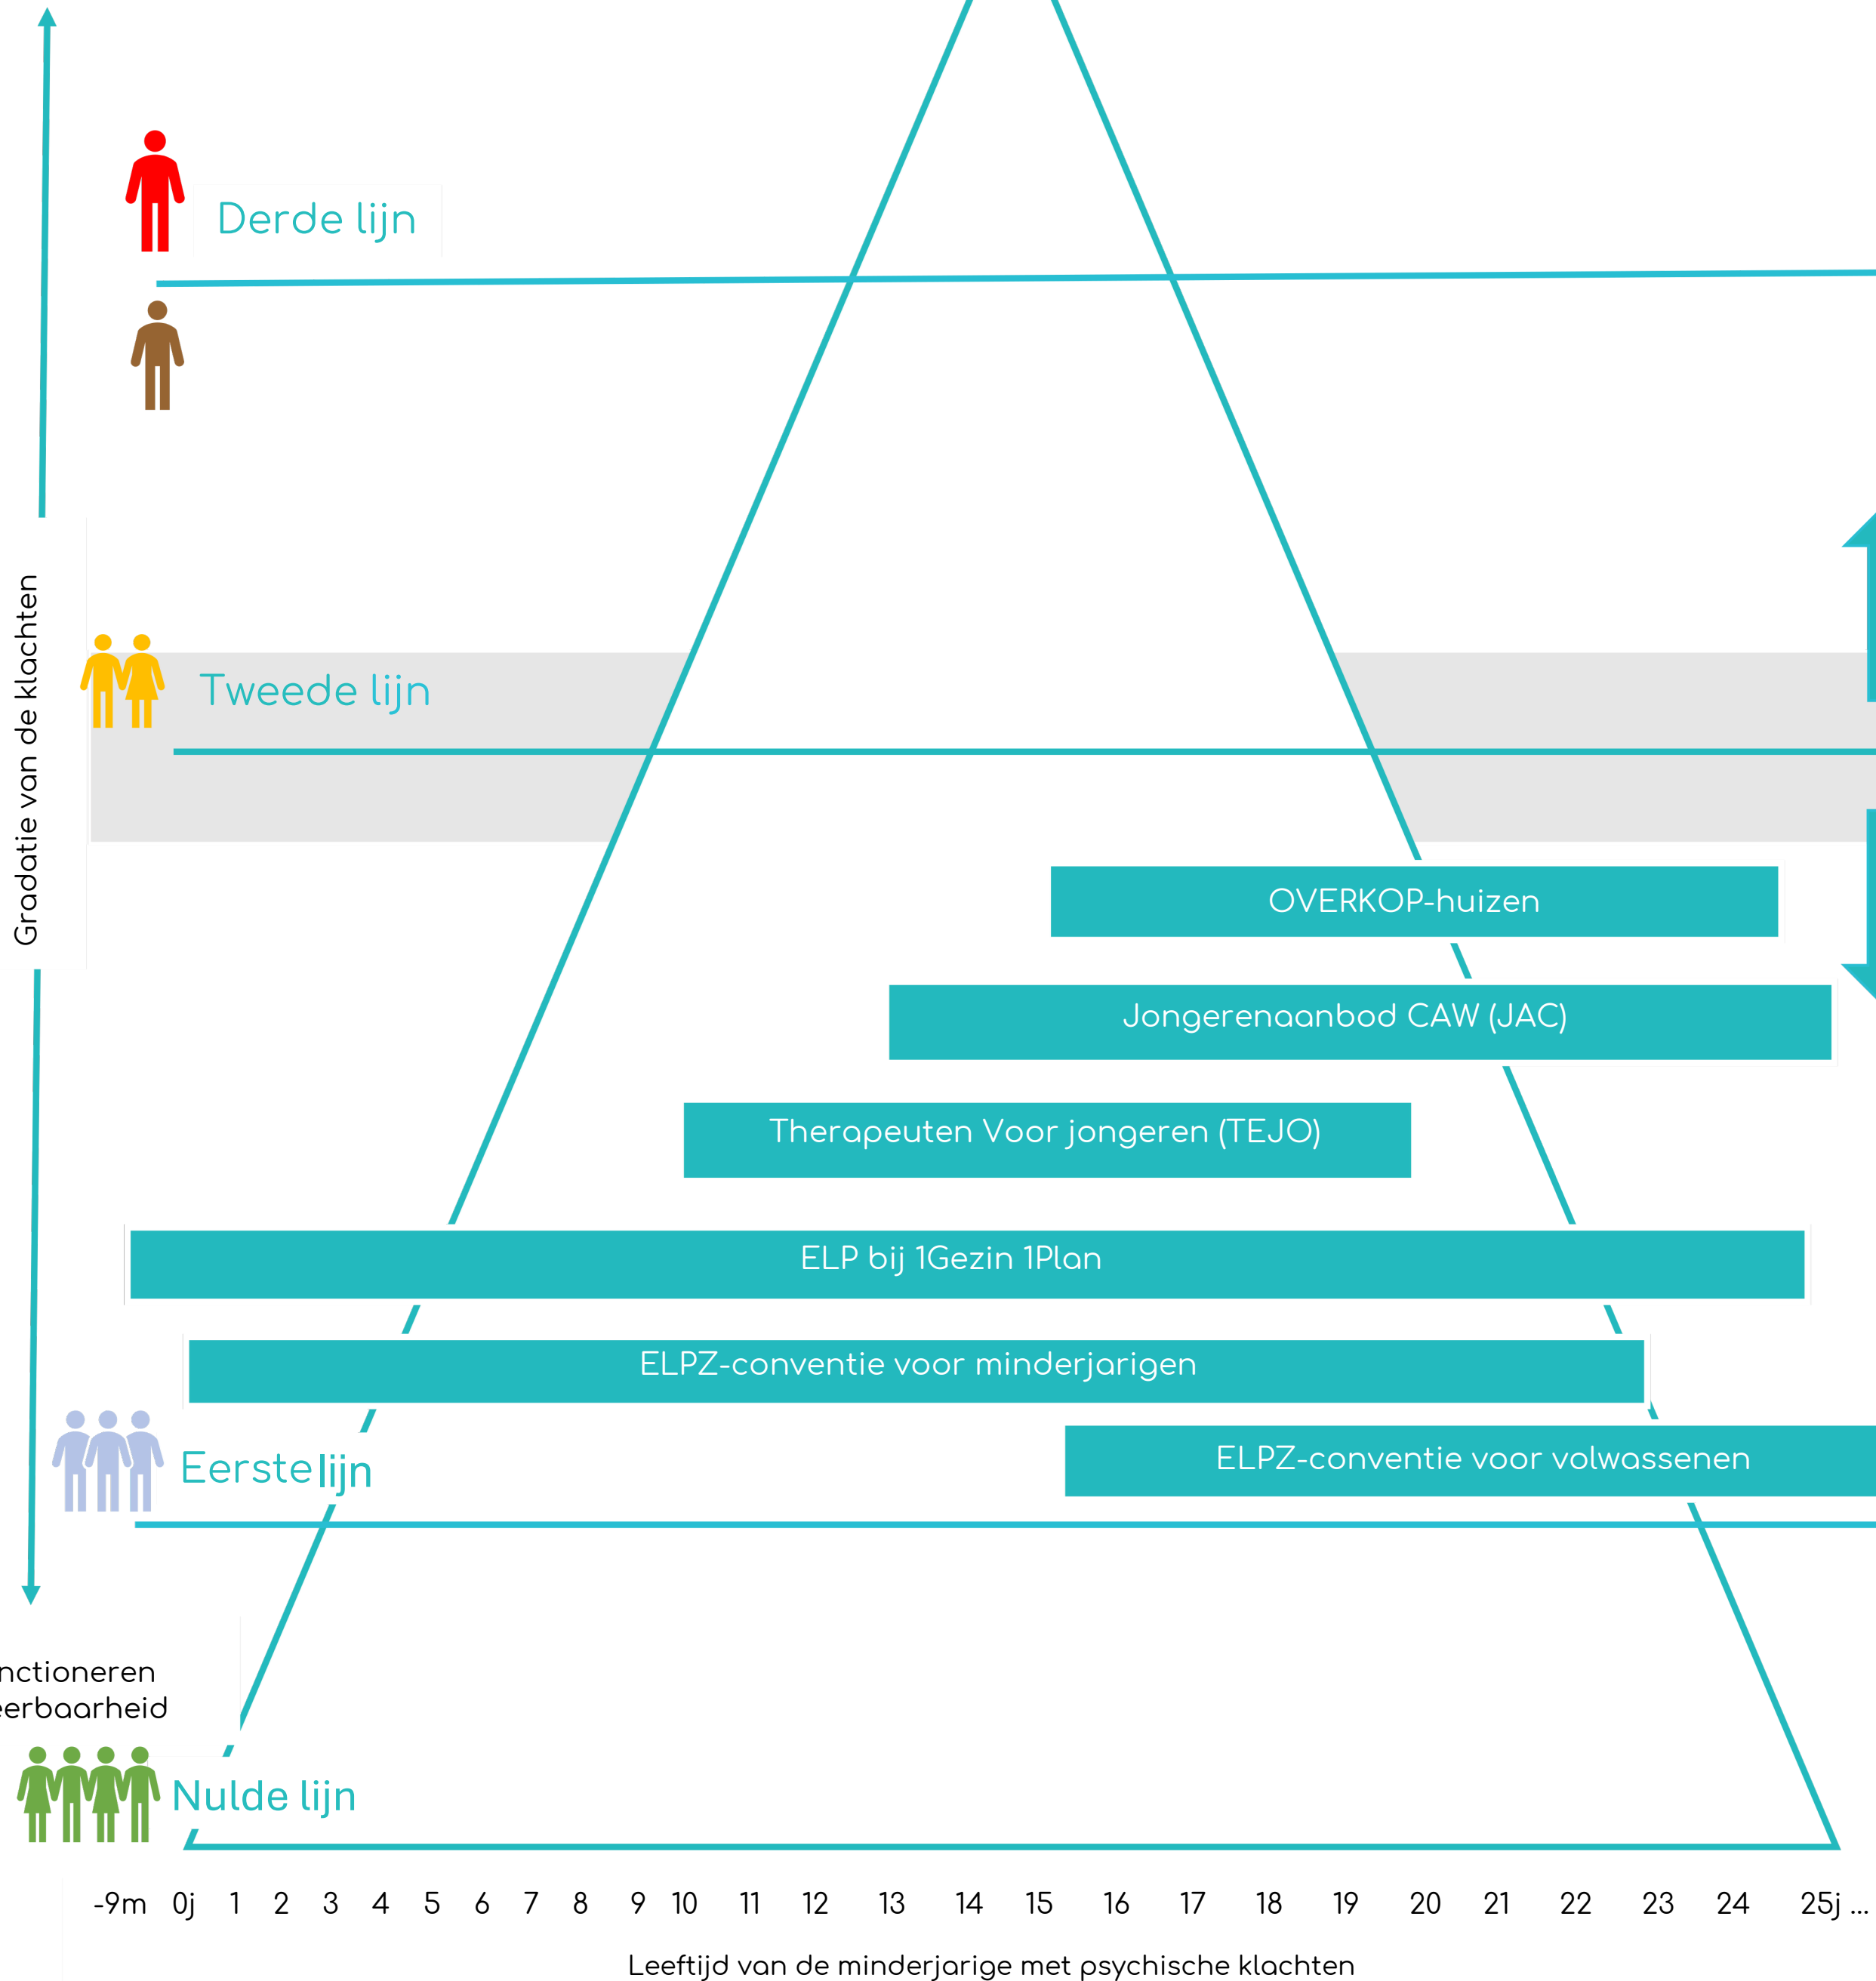 Derde lijn
Gradatie van de klachten
Tweede lijn
OVERKOP-huizen
Jongerenaanbod CAW (JAC)
Therapeuten Voor jongeren (TEJO)
ELP bij 1Gezin 1Plan
ELPZ-conventie voor minderjarigen
Eerstelijn
ELPZ-conventie voor volwassenen
nctioneren
eerbaarheid
Nulde lijn
-9m 0j 1 2 3 4 5 6 7 8 9 10 11 12 13 14 15 16 17 18 19 20 21 22 23 24 25j ...
Leeftijd van de minderjarige met psychische klachten